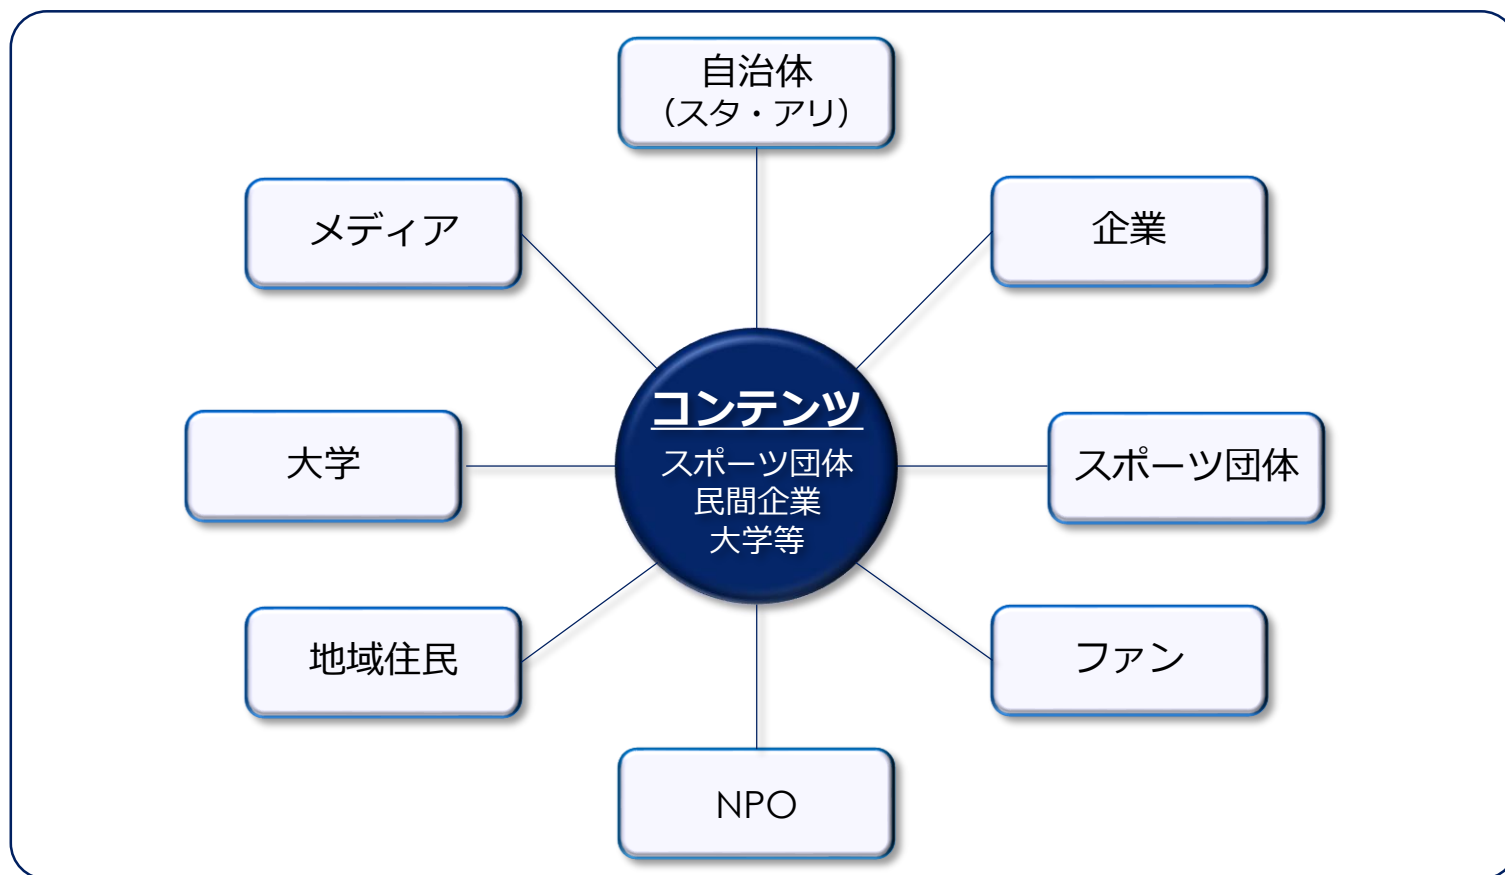 自治体
（スタ・アリ）
メディア
企業
コンテンツ
スポーツ団体
民間企業
大学等
大学
スポーツ団体
地域住民
ファン
NPO